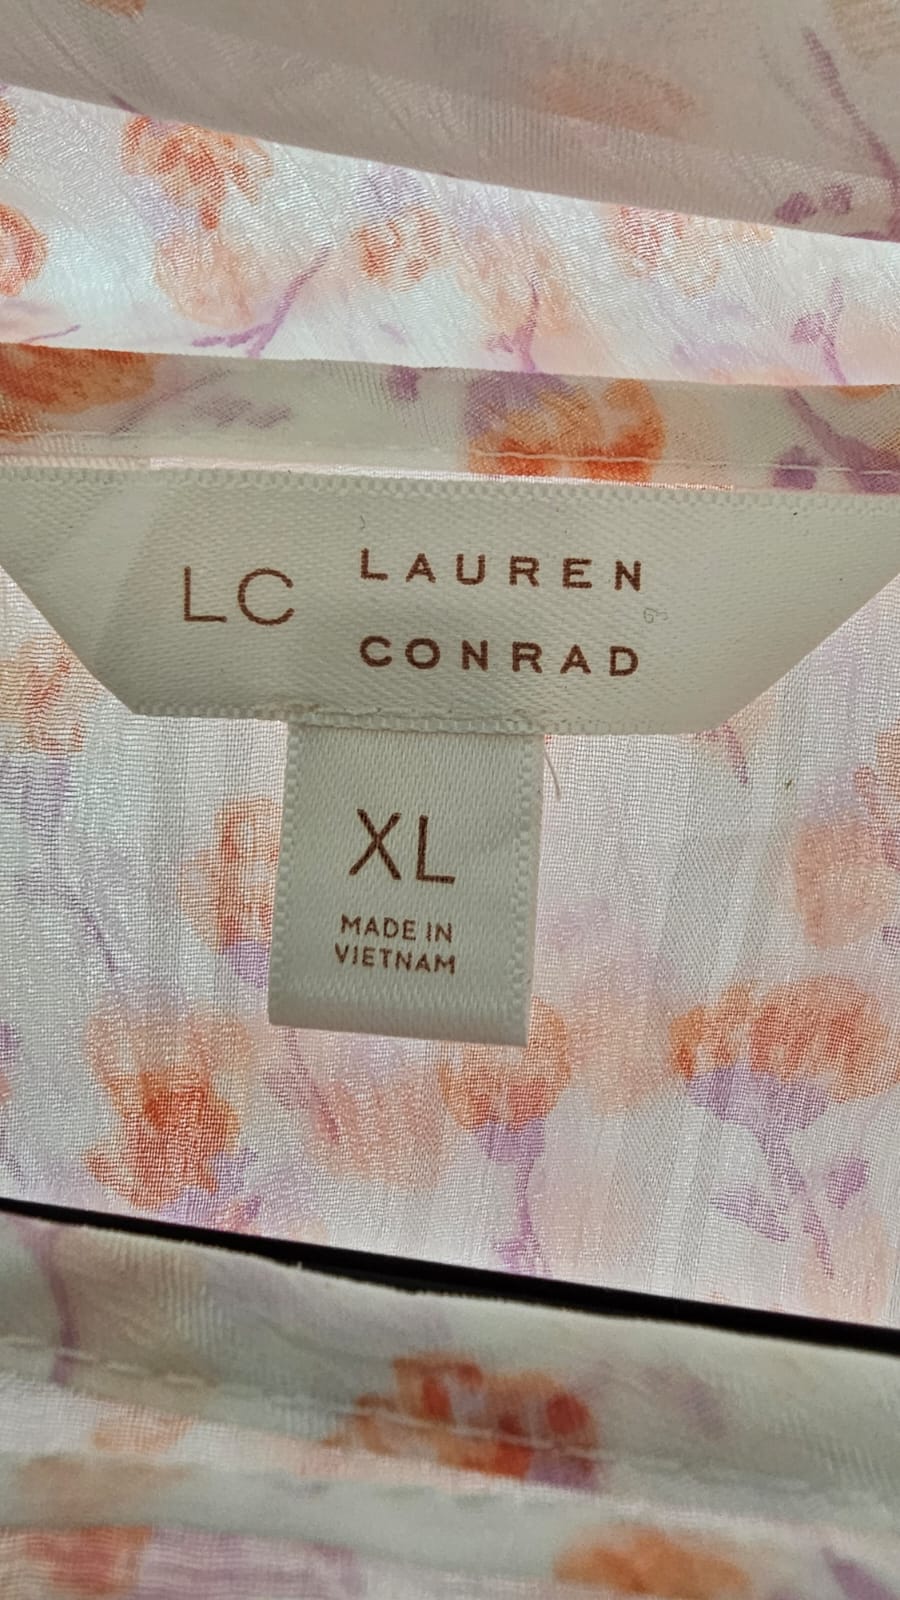 LC LAUREN
CONRAD
XL
MADE IN
VIETNAM